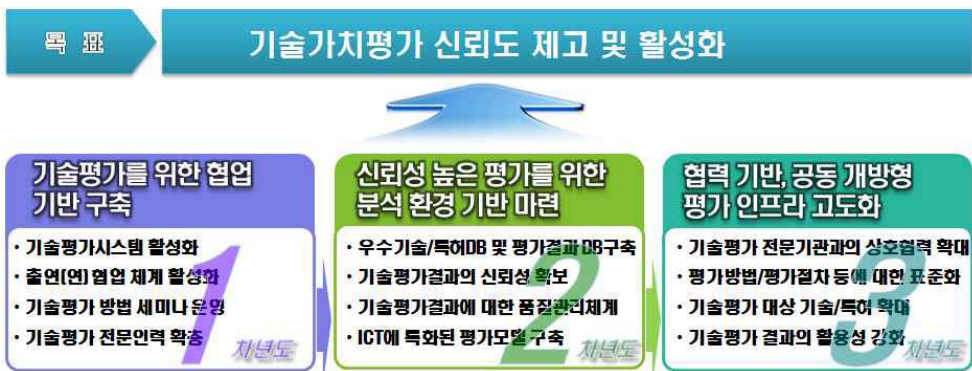 목 표
기술가치평가 신뢰도 제고 및 활성화
기술평가를 위한 협업
기반 구축
· 기술평가시스템 활성화
· 출연(연) 협업 체계 활성화
· 기술평가 방법 세미나 운영
· 기술평가 전문인력 확충
1 차년도
신뢰성 높은 평가를 위한
분석 환경 기반 마련
· 우수기술/특허DB 및 평가결과 DB구축
· 기술평가결과의 신뢰성 확보
· 기술평가결과에 대한 품질관리체계
· ICT에 특화된 평가모델 구축
2 차년도
협력 기반, 공동 개방형
평가 인프라 고도화
· 기술평가 전문기관과의 상호협력 확대
· 평가방법/평가절차 등에 대한 표준화
· 기술평가 대상 기술/특허 확대
· 기술평가 결과의 활용성 강화
3 차년도